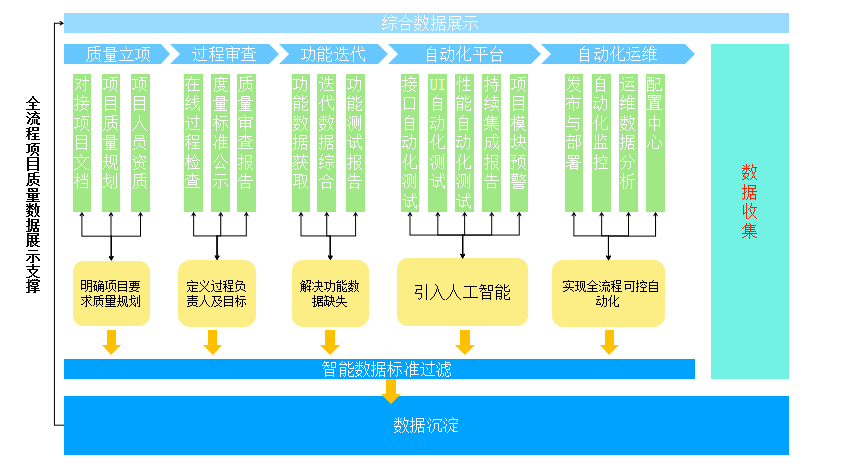 综合数据展示
质量立项
过程审查
功能迭代
自动化平台
自动化运维
对接项目文档
项目质量规划
项目人员资质
在线过程检查
度量标准公示
质量审查报告
功能数据获取
迭代数据综合
功能测试报告
接口自动化测试
UI自动化测试
性能自动化测试
持续集成报告
项目模块预警
发布与部署
自动化监控
运维数据分析
配置中心
数据收集
全流程项目质量数据展示支撑
明确项目要
求质量规划
定义过程负
责人及目标
解决功能数
据缺失
引入人工智能
实现全流程可控自
动化
智能数据标准过滤
数据沉淀